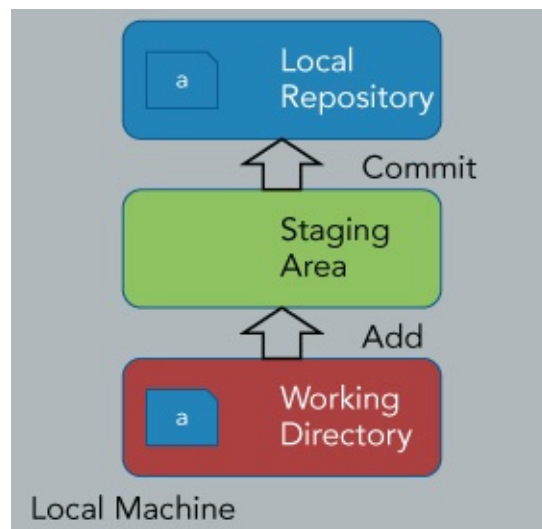 a
Local
Repository
Commit
Staging
Area
Add
a
Working
Directory
Local Machine